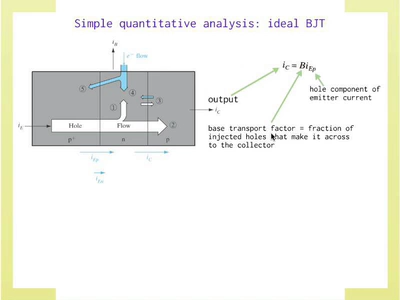 Simple quantitative analysis: ideal BJT
i_B
e⁻ flow
i_C = Bi_Ep
hole component of
emitter current
output
⑤
④
③
①
i_C
base transport factor = fraction of
injected holes that make it across
to the collector
i_E
Hole
Flow
②
p⁺
n
p
i_Ep
i_C
i_En